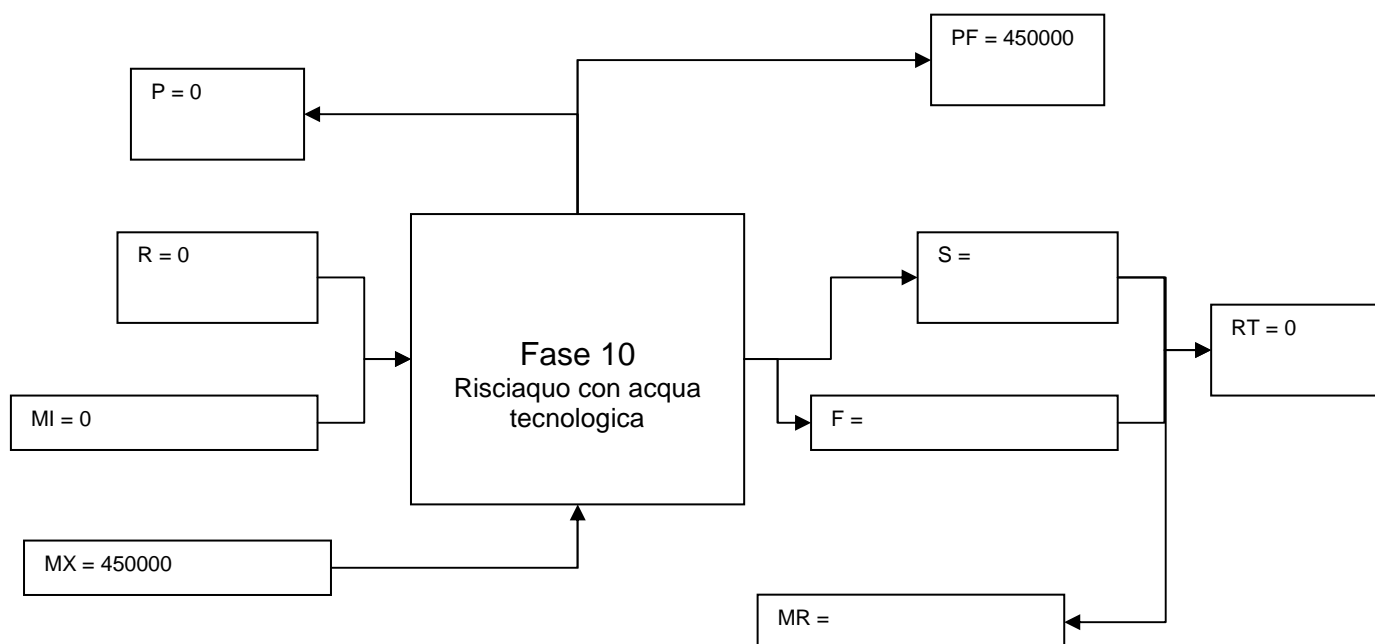 PF = 450000
P = 0
R = 0
S =
RT = 0
Fase 10
Risciaquo con acqua
tecnologica
MI = 0
F =
MX = 450000
MR =